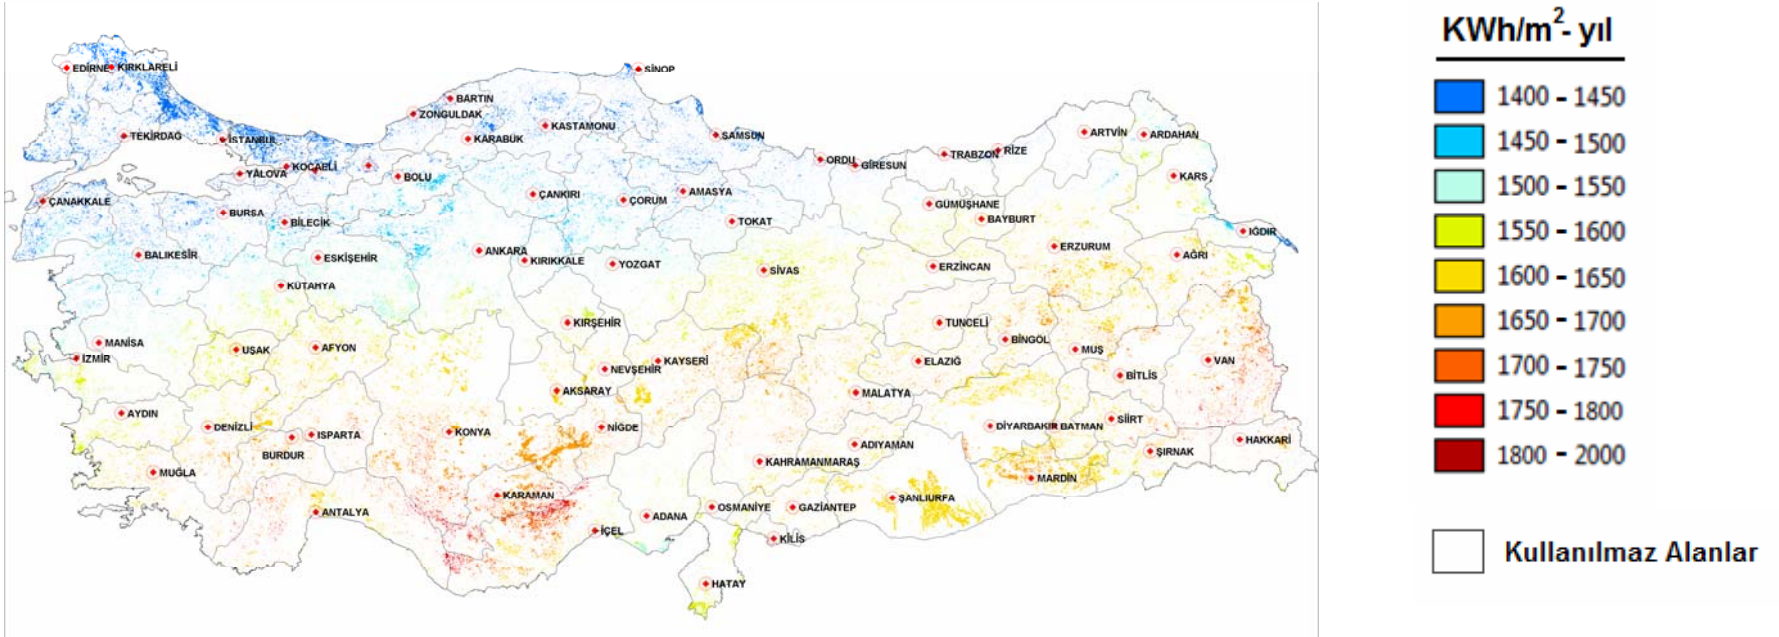 KWh/m²- yıl
1400 - 1450
1450 - 1500
1500 - 1550
1550 - 1600
1600 - 1650
1650 - 1700
1700 - 1750
1750 - 1800
1800 - 2000
Kullanılmaz Alanlar
EDİRNE
KIRKLARELİ
SİNOP
BARTIN
ZONGULDAK
KASTAMONU
KARABÜK
TEKİRDAĞ
İSTANBUL
SAMSUN
ARTVİN
ARDAHAN
ORDU
GİRESUN
TRABZON
RİZE
KOCAELİ
YALOVA
BOLU
KARS
ÇANAKKALE
ÇANKIRI
ÇORUM
AMASYA
GÜMÜŞHANE
BURSA
BİLECİK
TOKAT
BAYBURT
IĞDIR
BALIKESİR
ESKİŞEHİR
ANKARA
KIRIKKALE
YOZGAT
SİVAS
ERZİNCAN
ERZURUM
AĞRI
KÜTAHYA
KIRŞEHİR
TUNCELİ
MANİSA
İZMİR
UŞAK
AFYON
NEVŞEHİR
KAYSERİ
ELAZIĞ
BİNGÖL
MUŞ
VAN
BİTLİS
AKSARAY
MALATYA
AYDIN
DENİZLİ
ISPARTA
BURDUR
KONYA
NİĞDE
DİYARBAKIR
BATMAN
SİİRT
ADIYAMAN
HAKKARİ
ŞIRNAK
MUĞLA
KAHRAMANMARAŞ
MARDİN
KARAMAN
ŞANLIURFA
ANTALYA
İÇEL
ADANA
OSMANİYE
GAZİANTEP
KİLİS
HATAY